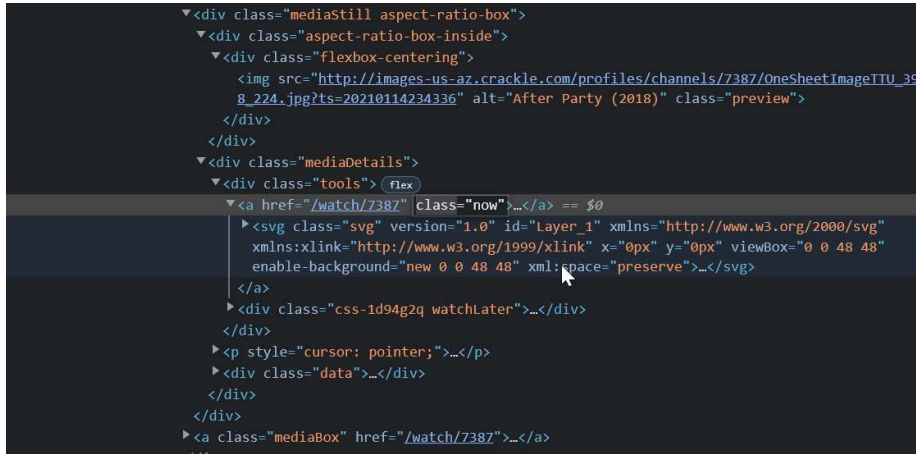 ▼<div class="mediaStill aspect-ratio-box">
▼<div class="aspect-ratio-box-inside">
▼<div class="flexbox-centering">
<img src="http://images-us-az.crackle.com/profiles/channels/7387/OneSheetImageTTU_39
8_224.jpg?ts=20210114234336" alt="After Party (2018)" class="preview">
</div>
</div>
▼<div class="mediaDetails">
▼<div class="tools"> flex
▼<a href="/watch/7387" class="now">…</a> == $0
▶<svg class="svg" version="1.0" id="Layer_1" xmlns="http://www.w3.org/2000/svg"
xmlns:xlink="http://www.w3.org/1999/xlink" x="0px" y="0px" viewBox="0 0 48 48"
enable-background="new 0 0 48 48" xml:space="preserve">…</svg>
</a>
▶<div class="css-1d94g2q watchLater">…</div>
</div>
▶<p style="cursor: pointer;">…</p>
▶<div class="data">…</div>
</div>
</div>
▶<a class="mediaBox" href="/watch/7387">…</a>